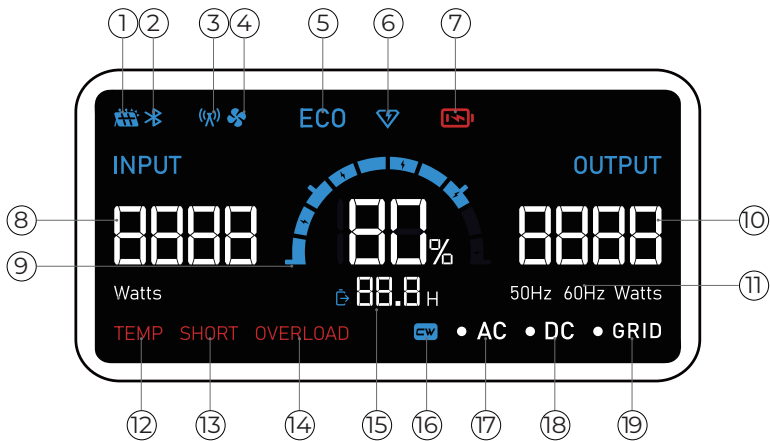 1 2 3 4 5 6 7
ECO
INPUT OUTPUT
8 8888 80% 8888 10
9
Watts 88.8 H 50Hz 60Hz Watts 11
TEMP SHORT OVERLOAD CW AC DC GRID
12 13 14 15 16 17 18 19